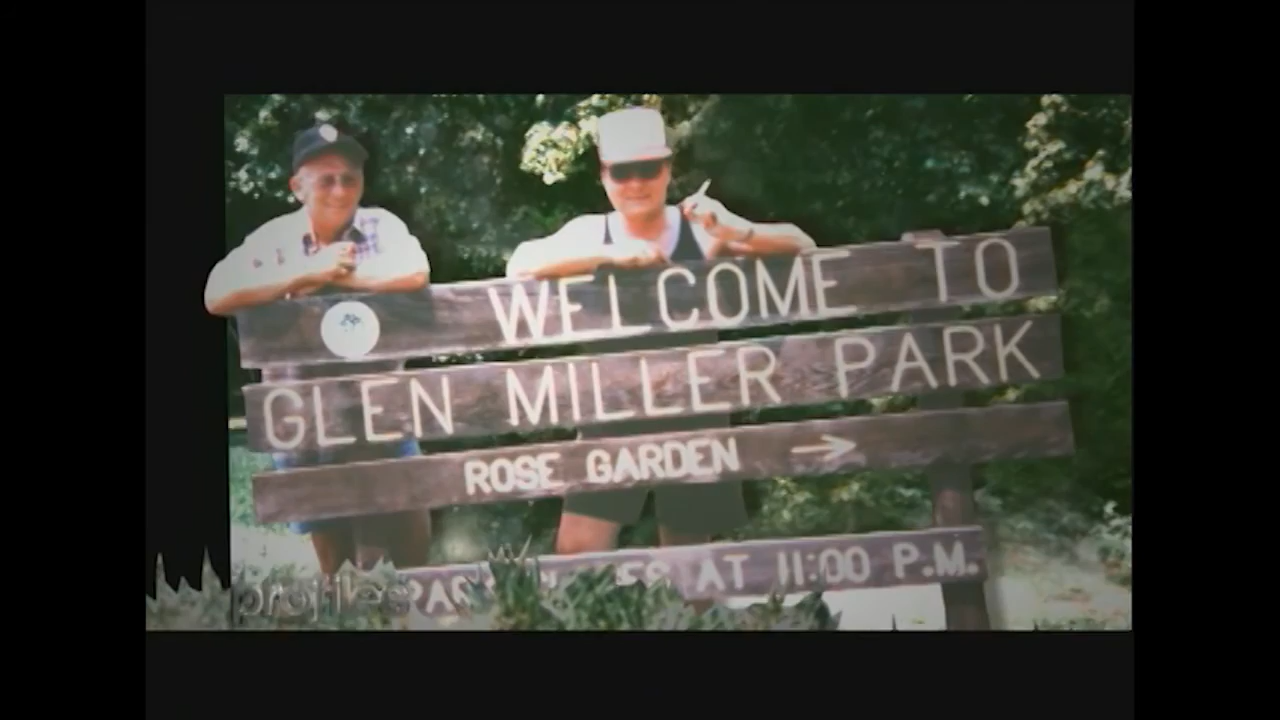 WELCOME TO
GLEN MILLER PARK
ROSE GARDEN →
AT 11:00 P.M.
profiles